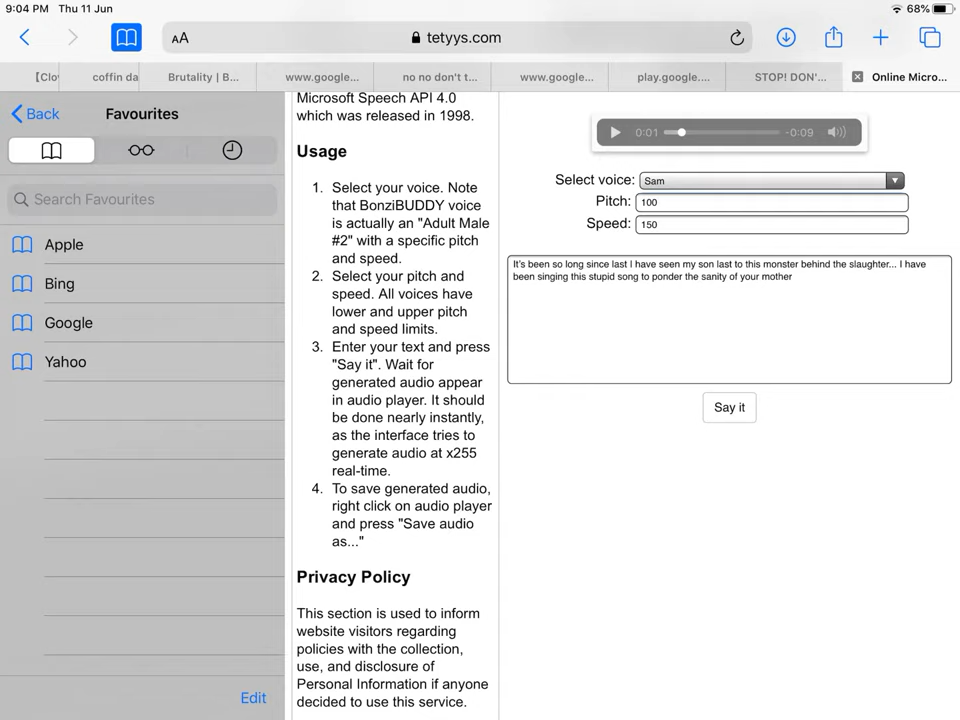 9:04 PM Thu 11 Jun
68%
AA
tetyys.com
【Clo
coffin da
Brutality | B...
www.google...
no no don't t...
www.google...
play.google....
STOP! DON'...
Online Micro...
Back
Favourites
Search Favourites
Apple
Bing
Google
Yahoo
Edit
Microsoft Speech API 4.0
which was released in 1998.
Usage
1. Select your voice. Note
that BonziBUDDY voice
is actually an "Adult Male
#2" with a specific pitch
and speed.
2. Select your pitch and
speed. All voices have
lower and upper pitch
and speed limits.
3. Enter your text and press
"Say it". Wait for
generated audio appear
in audio player. It should
be done nearly instantly,
as the interface tries to
generate audio at x255
real-time.
4. To save generated audio,
right click on audio player
and press "Save audio
as..."
Privacy Policy
This section is used to inform
website visitors regarding
policies with the collection,
use, and disclosure of
Personal Information if anyone
decided to use this service.
0:01
-0:09
Select voice: Sam
Pitch: 100
Speed: 150
It's been so long since last I have seen my son last to this monster behind the slaughter... I have
been singing this stupid song to ponder the sanity of your mother
Say it